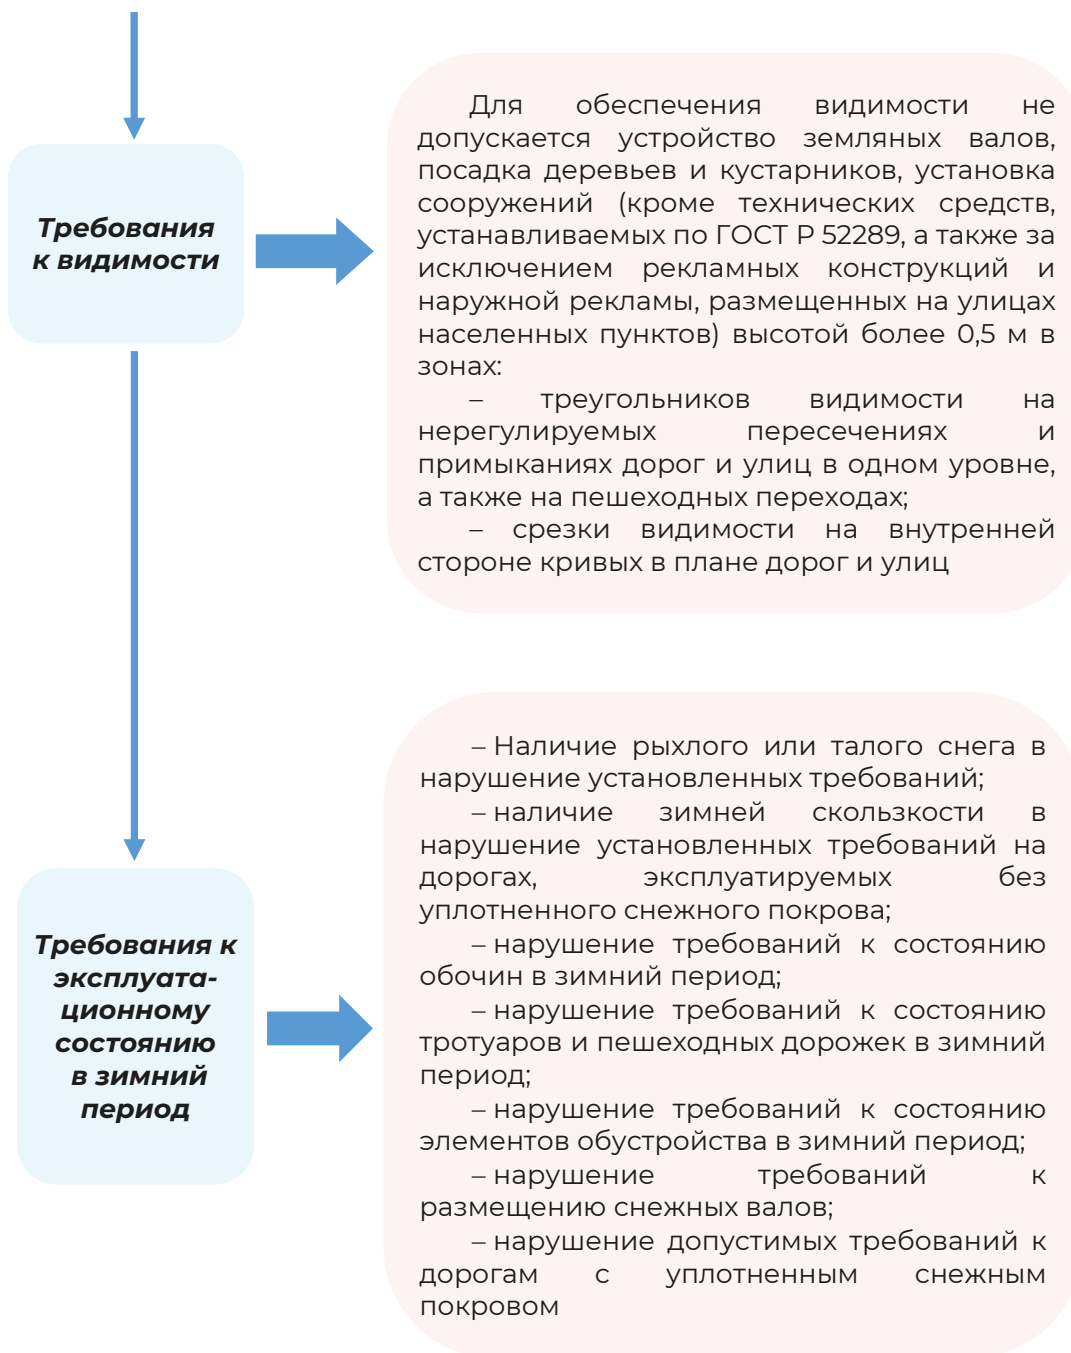 Требования
к видимости
Для обеспечения видимости не
допускается устройство земляных валов,
посадка деревьев и кустарников, установка
сооружений (кроме технических средств,
устанавливаемых по ГОСТ Р 52289, а также за
исключением рекламных конструкций и
наружной рекламы, размещенных на улицах
населенных пунктов) высотой более 0,5 м в
зонах:
– треугольников видимости на
нерегулируемых пересечениях и
примыканиях дорог и улиц в одном уровне,
а также на пешеходных переходах;
– срезки видимости на внутренней
стороне кривых в плане дорог и улиц
Требования к
эксплуата-
ционному
состоянию
в зимний
период
– Наличие рыхлого или талого снега в
нарушение установленных требований;
– наличие зимней скользкости в
нарушение установленных требований на
дорогах, эксплуатируемых без
уплотненного снежного покрова;
– нарушение требований к состоянию
обочин в зимний период;
– нарушение требований к состоянию
тротуаров и пешеходных дорожек в зимний
период;
– нарушение требований к состоянию
элементов обустройства в зимний период;
– нарушение требований к
размещению снежных валов;
– нарушение допустимых требований к
дорогам с уплотненным снежным
покровом